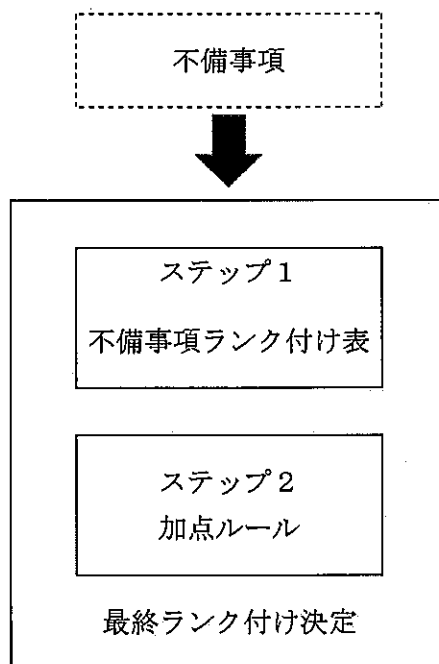 不備事項
ステップ1
不備事項ランク付け表
ステップ2
加点ルール
最終ランク付け決定